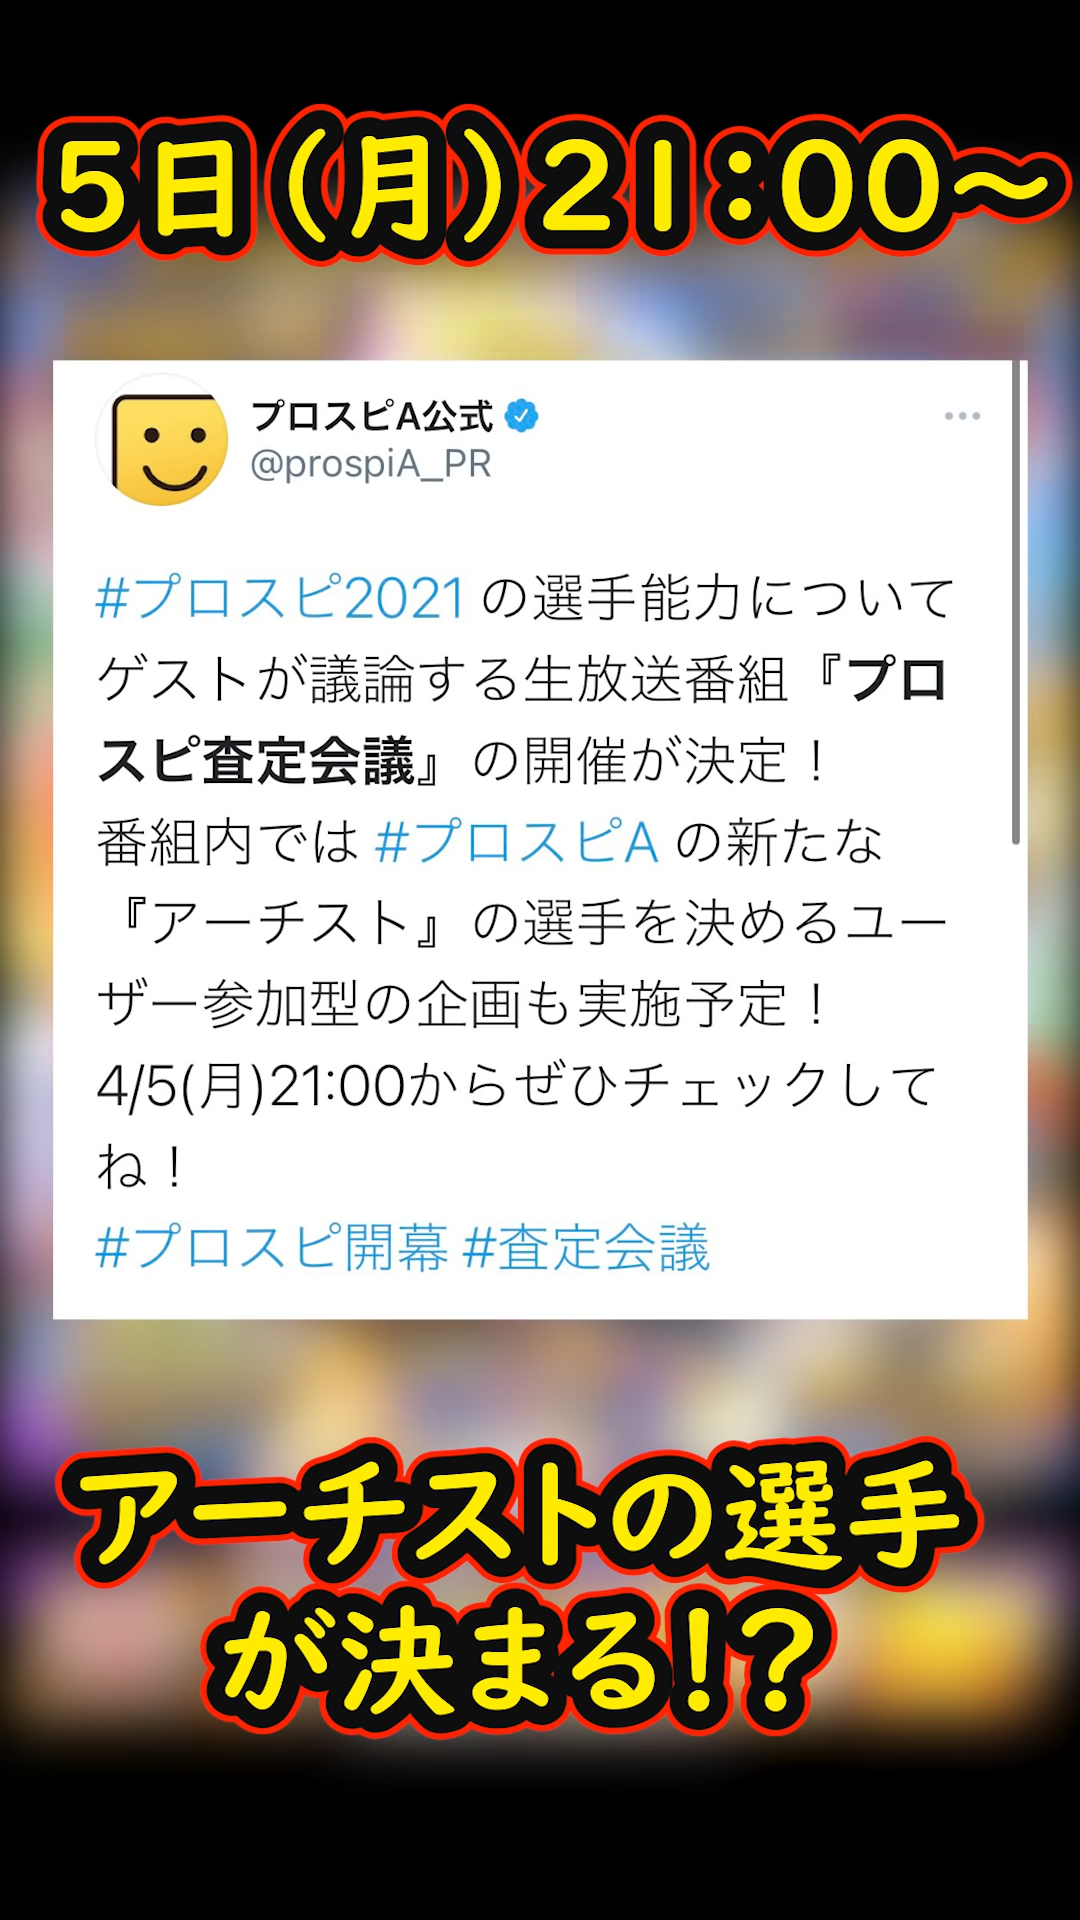 5日(月)21:00〜
プロスピA公式
@prospiA_PR
#プロスピ2021 の選手能力について
ゲストが議論する生放送番組『プロ
スピ査定会議』の開催が決定！
番組内では #プロスピA の新たな
『アーチスト』の選手を決めるユー
ザー参加型の企画も実施予定！
4/5(月)21:00からぜひチェックして
ね！
#プロスピ開幕 #査定会議
アーチストの選手
が決まる!?